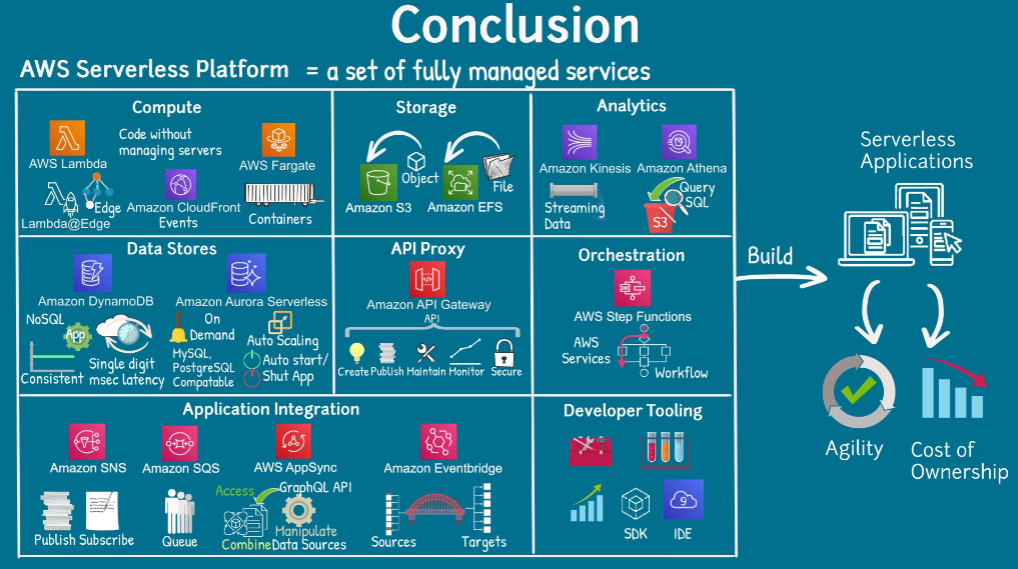 Conclusion
AWS Serverless Platform = a set of fully managed services
Compute
AWS Lambda
Code without
managing servers
AWS Fargate
Lambda@Edge
Edge
Amazon CloudFront
Events
Containers
Storage
Object
File
Amazon S3
Amazon EFS
Analytics
Amazon Kinesis
Amazon Athena
Streaming
Data
Query
SQL
S3
Data Stores
Amazon DynamoDB
Amazon Aurora Serverless
NoSQL
App
Consistent
Single digit
msec latency
On
Demand
MySQL,
PostgreSQL
Compatable
Auto Scaling
Auto start/
Shut App
API Proxy
Amazon API Gateway
API
Create
Publish
Maintain
Monitor
Secure
Orchestration
AWS Step Functions
AWS
Services
Workflow
Application Integration
Amazon SNS
Amazon SQS
AWS AppSync
Amazon Eventbridge
Publish
Subscribe
Queue
Access
GraphQL API
Manipulate
Combine
Data Sources
Sources
Targets
Developer Tooling
SDK
IDE
9
Build
Serverless
Applications
Agility
Cost of
Ownership